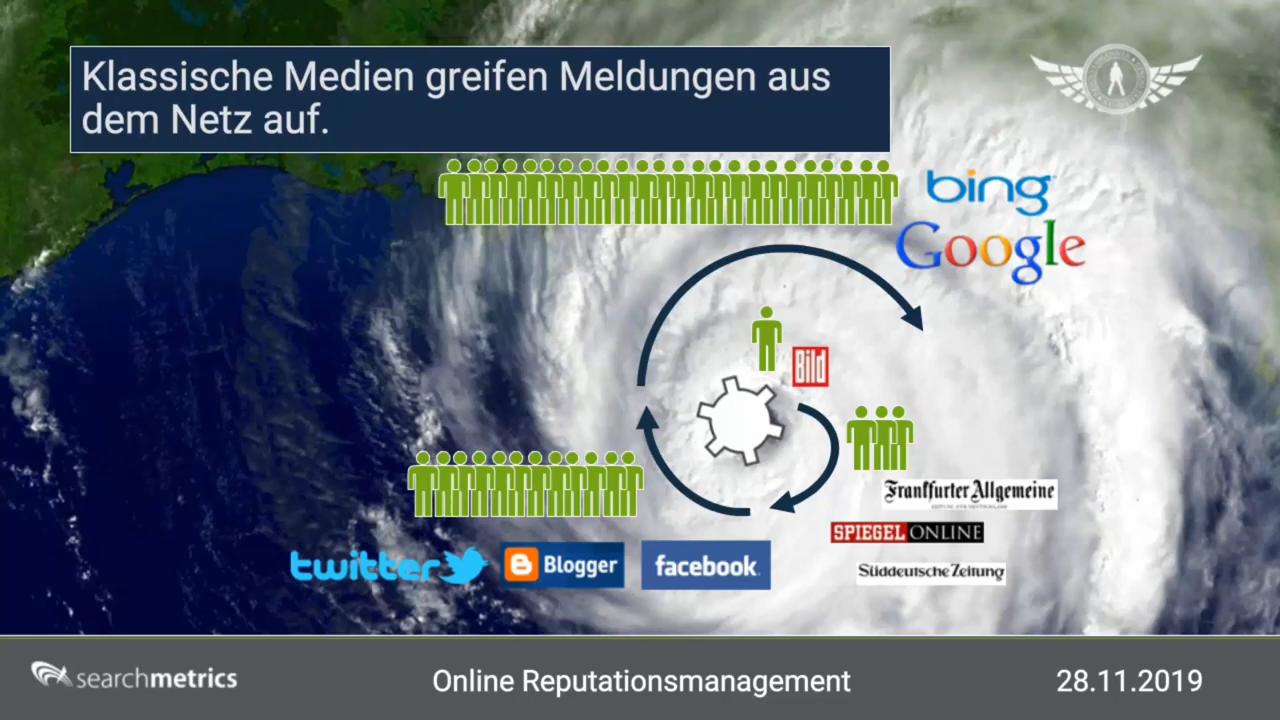 Klassische Medien greifen Meldungen aus
dem Netz auf.
bing
Google
Bild
Frankfurter Allgemeine
SPIEGEL ONLINE
Süddeutsche Zeitung
twitter
Blogger
facebook
searchmetrics
Online Reputationsmanagement
28.11.2019